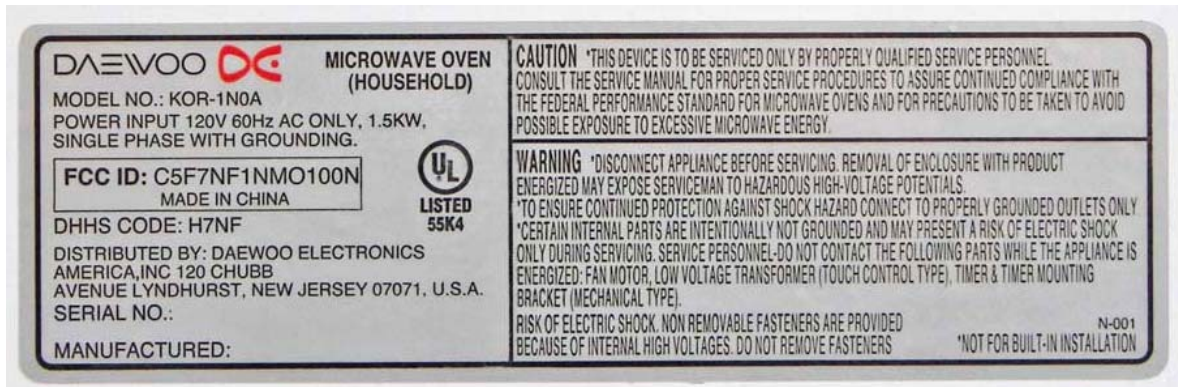 DAEWOO
MICROWAVE OVEN
(HOUSEHOLD)
MODEL NO.: KOR-1N0A
POWER INPUT 120V 60Hz AC ONLY, 1.5KW,
SINGLE PHASE WITH GROUNDING.
FCC ID: C5F7NF1NMO100N
MADE IN CHINA
UL
LISTED
55K4
DHHS CODE: H7NF
DISTRIBUTED BY: DAEWOO ELECTRONICS
AMERICA,INC 120 CHUBB
AVENUE LYNDHURST, NEW JERSEY 07071, U.S.A.
SERIAL NO.:
MANUFACTURED:
CAUTION *THIS DEVICE IS TO BE SERVICED ONLY BY PROPERLY QUALIFIED SERVICE PERSONNEL.
CONSULT THE SERVICE MANUAL FOR PROPER SERVICE PROCEDURES TO ASSURE CONTINUED COMPLIANCE WITH
THE FEDERAL PERFORMANCE STANDARD FOR MICROWAVE OVENS AND FOR PRECAUTIONS TO BE TAKEN TO AVOID
POSSIBLE EXPOSURE TO EXCESSIVE MICROWAVE ENERGY.
WARNING *DISCONNECT APPLIANCE BEFORE SERVICING. REMOVAL OF ENCLOSURE WITH PRODUCT
ENERGIZED MAY EXPOSE SERVICEMAN TO HAZARDOUS HIGH-VOLTAGE POTENTIALS.
*TO ENSURE CONTINUED PROTECTION AGAINST SHOCK HAZARD CONNECT TO PROPERLY GROUNDED OUTLETS ONLY
*CERTAIN INTERNAL PARTS ARE INTENTIONALLY NOT GROUNDED AND MAY PRESENT A RISK OF ELECTRIC SHOCK
ONLY DURING SERVICING. SERVICE PERSONNEL-DO NOT CONTACT THE FOLLOWING PARTS WHILE THE APPLIANCE IS
ENERGIZED: FAN MOTOR, LOW VOLTAGE TRANSFORMER (TOUCH CONTROL TYPE), TIMER & TIMER MOUNTING
BRACKET (MECHANICAL TYPE).
RISK OF ELECTRIC SHOCK. NON REMOVABLE FASTENERS ARE PROVIDED
BECAUSE OF INTERNAL HIGH VOLTAGES. DO NOT REMOVE FASTENERS
N-001
*NOT FOR BUILT-IN INSTALLATION